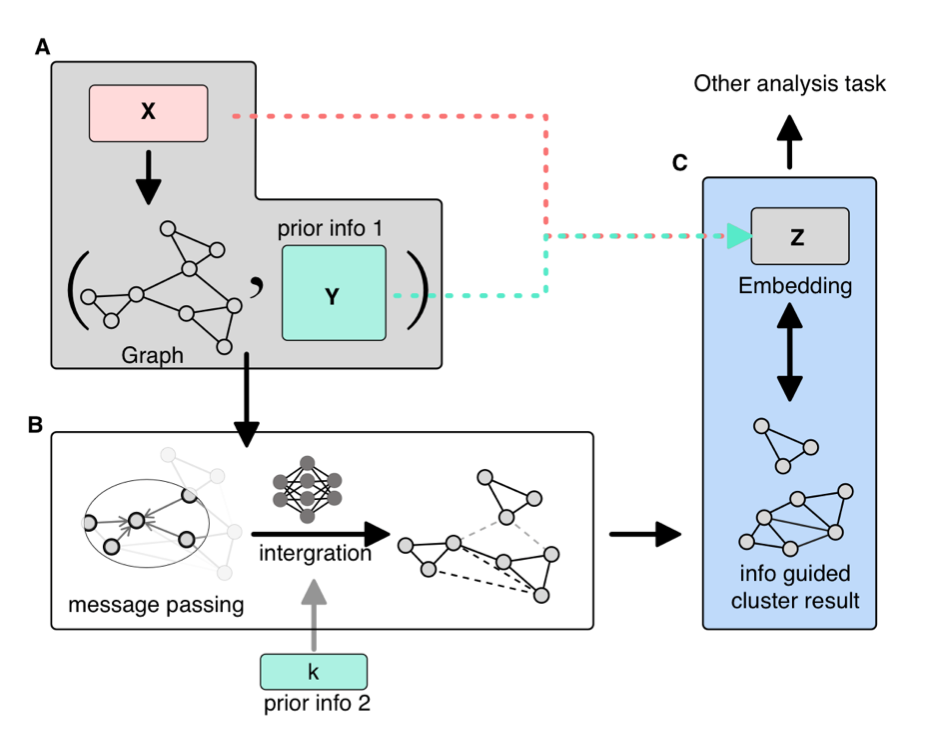 A
X
prior info 1
( , Y )
Graph
B
intergration
message passing
k
prior info 2
Other analysis task
C
Z
Embedding
info guided
cluster result